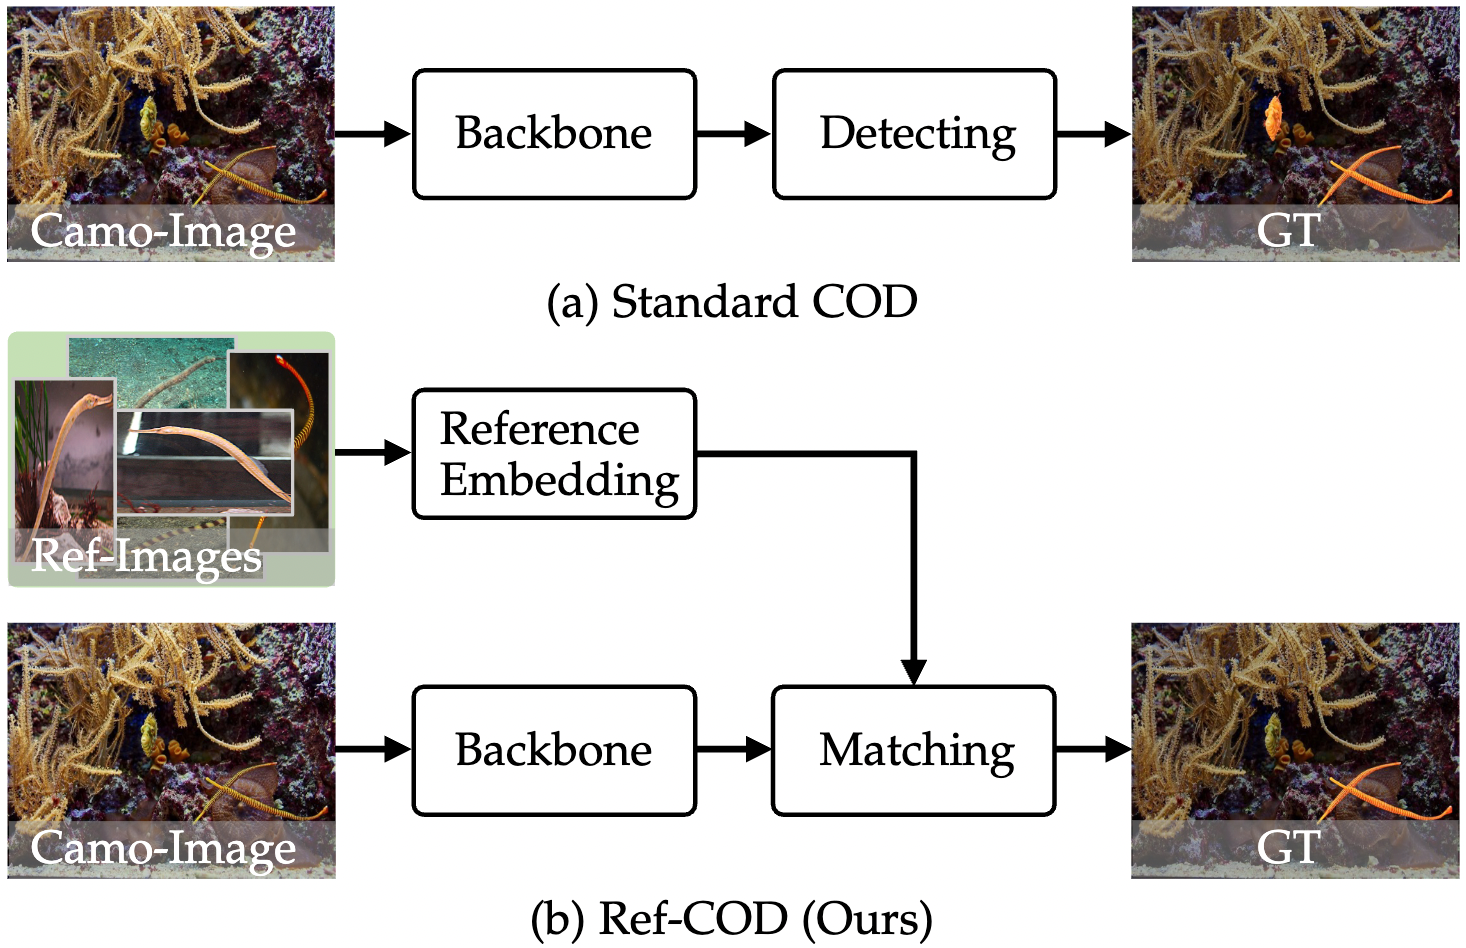 Camo-Image
Backbone
Detecting
GT
(a) Standard COD
Ref-Images
Reference
Embedding
Camo-Image
Backbone
Matching
GT
(b) Ref-COD (Ours)